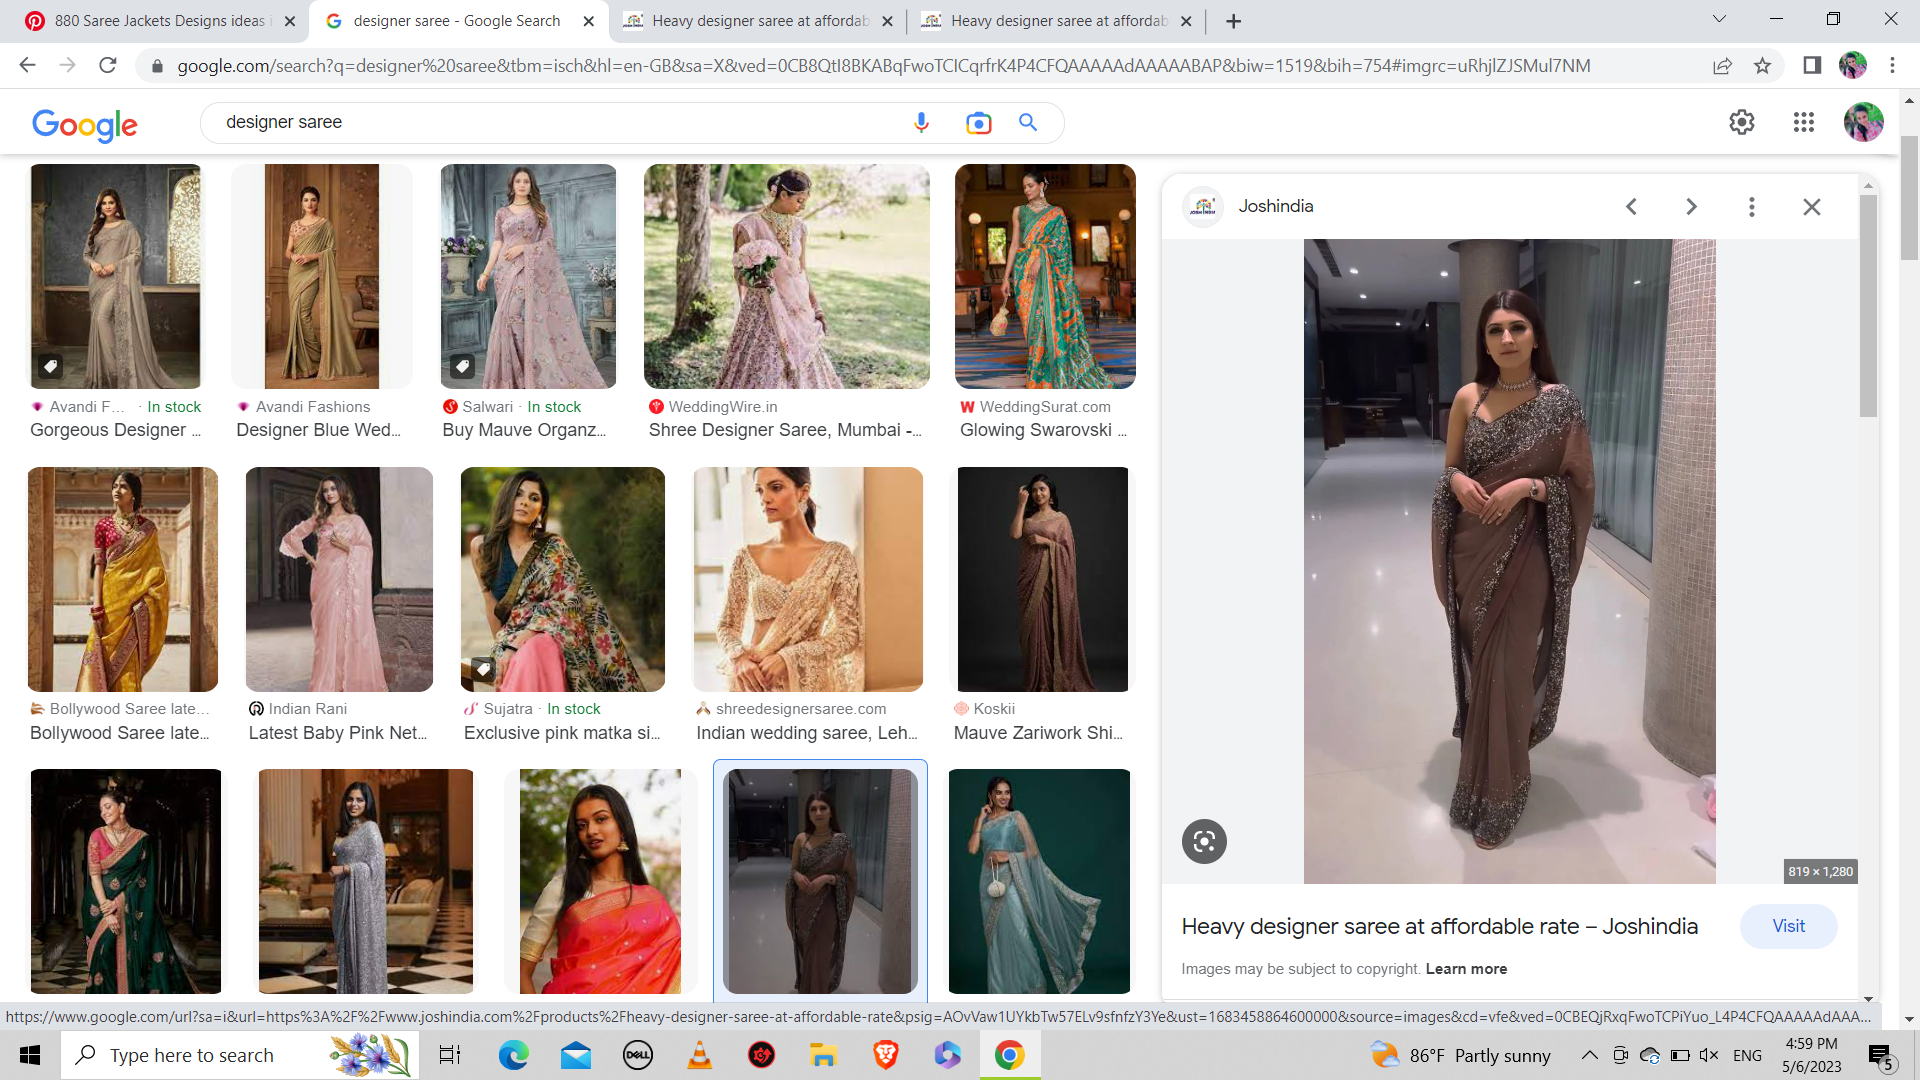 880 Saree Jackets Designs ideas i
designer saree - Google Search
Heavy designer saree at affordab
Heavy designer saree at affordab
google.com/search?q=designer%20saree&tbm=isch&hl=en-GB&sa=X&ved=0CB8QtI8BKABqFwoTCICqrfrK4P4CFQAAAAAdAAAAABAP&biw=1519&bih=754#imgrc=uRhjlZJSMul7NM
Google
designer saree
Joshindia
Avandi F... · In stock
Gorgeous Designer ...
Avandi Fashions
Designer Blue Wed...
Salwari · In stock
Buy Mauve Organz...
WeddingWire.in
Shree Designer Saree, Mumbai -...
WeddingSurat.com
Glowing Swarovski ...
Bollywood Saree late...
Bollywood Saree late...
Indian Rani
Latest Baby Pink Net...
Sujatra · In stock
Exclusive pink matka si...
shreedesignersaree.com
Indian wedding saree, Leh...
Koskii
Mauve Zariwork Shi...
819 × 1,280
Heavy designer saree at affordable rate – Joshindia
Visit
Images may be subject to copyright. Learn more
https://www.google.com/url?sa=i&url=https%3A%2F%2Fwww.joshindia.com%2Fproducts%2Fheavy-designer-saree-at-affordable-rate&psig=AOvVaw1UYkbTw57ELv9sfnfzY3Ye&ust=1683458864600000&source=images&cd=vfe&ved=0CBEQjRxqFwoTCPiYuo_L4P4CFQAAAAAdAAA...
Type here to search
DELL
86°F Partly sunny
ENG
4:59 PM
5/6/2023
5